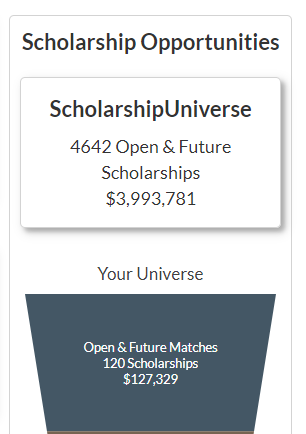 Scholarship Opportunities
ScholarshipUniverse
4642 Open & Future
Scholarships
$3,993,781
Your Universe
Open & Future Matches
120 Scholarships
$127,329